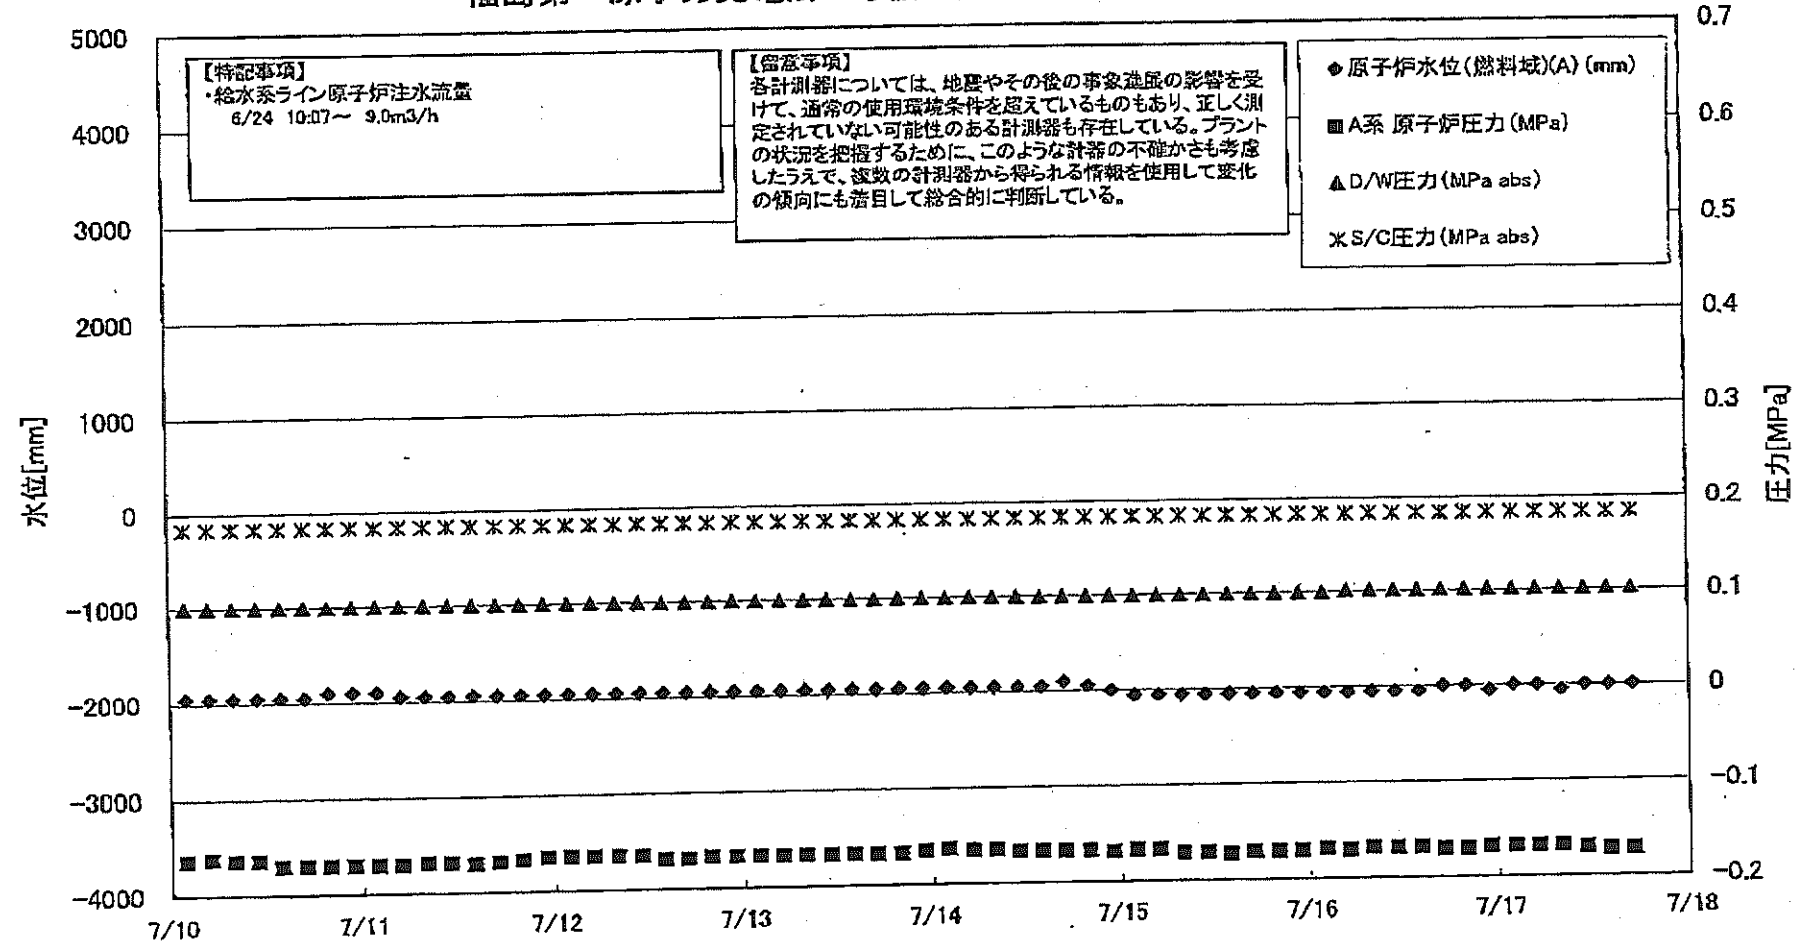 5000
4000
3000
2000
1000
0
-1000
-2000
-3000
-4000
水位[mm]
【特記事項】
・給水系ライン原子炉注水流量
6/24 10:07～ 9.0m3/h
【留意事項】
各計測器については、地震やその後の事象進展の影響を受
けて、通常の使用環境条件を超えているものもあり、正しく測
定されていない可能性のある計測器も存在している。プラント
の状況を把握するために、このような計器の不確かさも考慮
したうえで、複数の計測器から得られる情報を使用して変化
の傾向にも着目して総合的に判断している。
原子炉水位(燃料域)(A) (mm)
A系 原子炉圧力(MPa)
D/W圧力(MPa abs)
S/C圧力(MPa abs)
0.7
0.6
0.5
0.4
0.3
0.2
0.1
0
-0.1
-0.2
圧力[MPa]
7/10
7/11
7/12
7/13
7/14
7/15
7/16
7/17
7/18